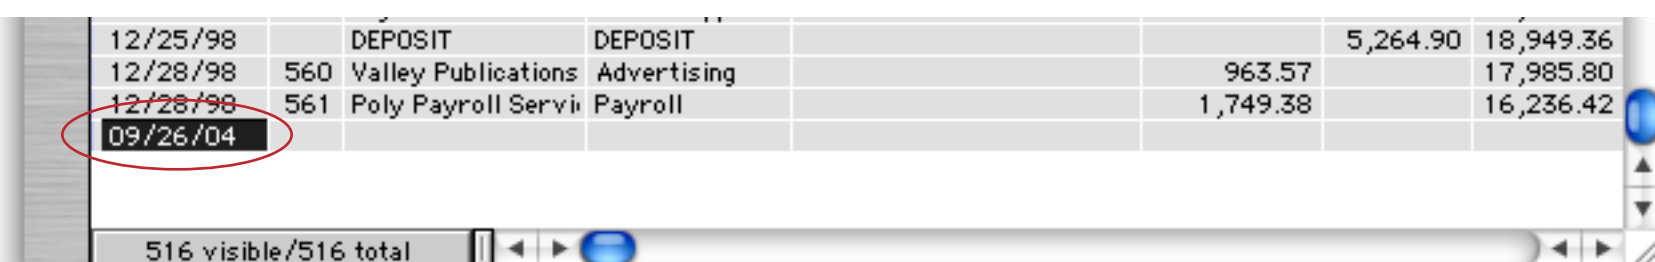 12/25/98 DEPOSIT DEPOSIT 5,264.90 18,949.36
12/28/98 560 Valley Publications Advertising 963.57 17,985.80
12/28/98 561 Poly Payroll Servi Payroll 1,749.38 16,236.42
09/26/04
516 visible/516 total